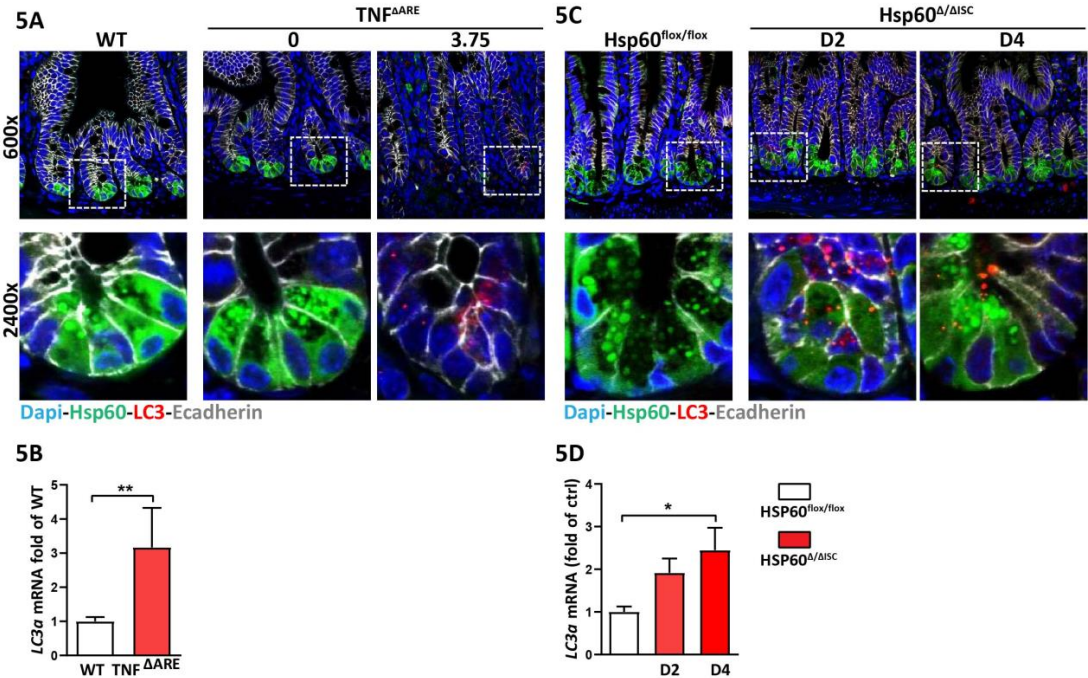 5A
TNF^ΔARE
WT
0
3.75
600x
2400x
Dapi-Hsp60-LC3-Ecadherin
5C
Hsp60^Δ/ΔISC
Hsp60^flox/flox
D2
D4
Dapi-Hsp60-LC3-Ecadherin
5B
LC3α mRNA fold of WT
5
4
3
2
1
0
**
WT TNF^ΔARE
5D
LC3α mRNA (fold of ctrl)
4
3
2
1
0
*
D2
D4
HSP60^flox/flox
HSP60^Δ/ΔISC